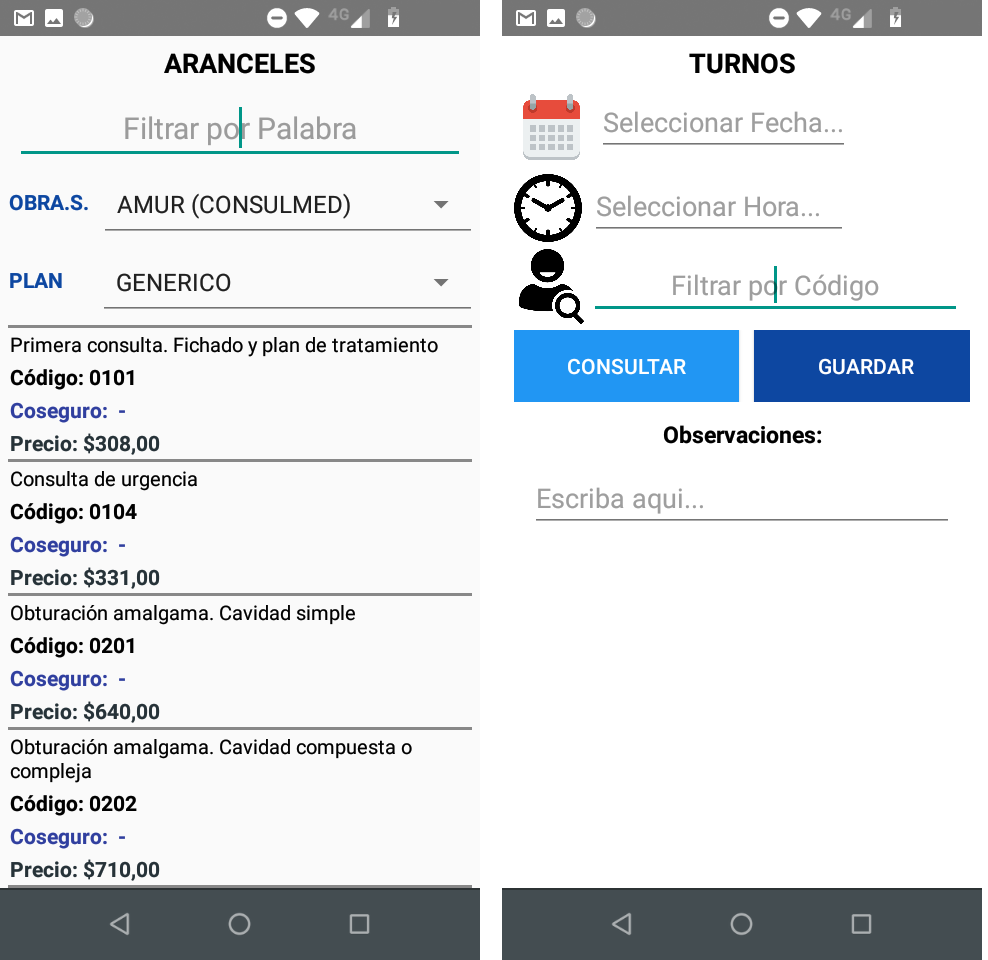 4G
ARANCELES
Filtrar por Palabra
OBRA.S. AMUR (CONSULMED)
PLAN GENERICO
Primera consulta. Fichado y plan de tratamiento
Código: 0101
Coseguro: -
Precio: $308,00
Consulta de urgencia
Código: 0104
Coseguro: -
Precio: $331,00
Obturación amalgama. Cavidad simple
Código: 0201
Coseguro: -
Precio: $640,00
Obturación amalgama. Cavidad compuesta o
compleja
Código: 0202
Coseguro: -
Precio: $710,00
4G
TURNOS
Seleccionar Fecha...
Seleccionar Hora...
Filtrar por Código
CONSULTAR
GUARDAR
Observaciones:
Escriba aqui...